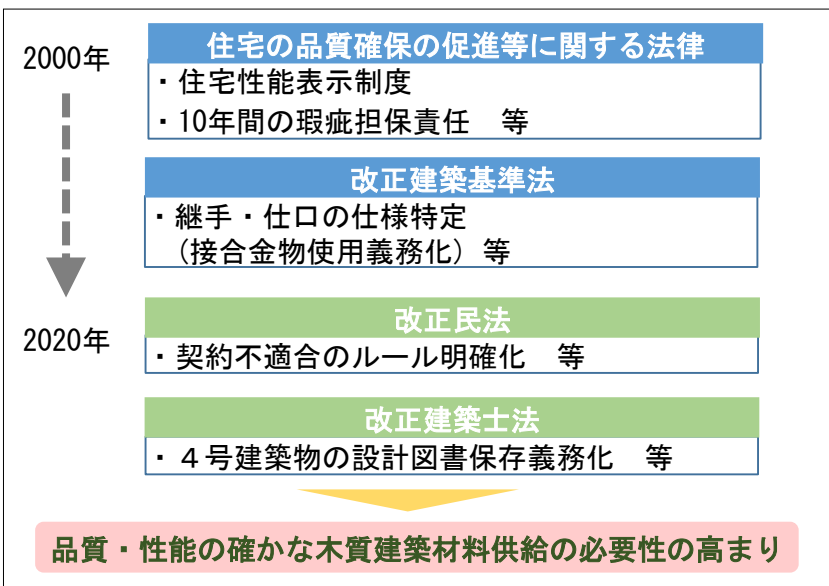 2000年
住宅の品質確保の促進等に関する法律
・住宅性能表示制度
・10年間の瑕疵担保責任　等
改正建築基準法
・継手・仕口の仕様特定
（接合金物使用義務化）等
2020年
改正民法
・契約不適合のルール明確化　等
改正建築士法
・４号建築物の設計図書保存義務化　等
品質・性能の確かな木質建築材料供給の必要性の高まり